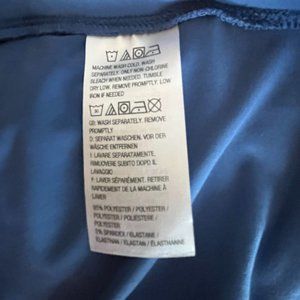 MACHINE WASH COLD, WASH
SEPARATELY. ONLY NON-CHLORINE
BLEACH WHEN NEEDED. TUMBLE
DRY LOW. REMOVE PROMPTLY. LOW
IRON IF NEEDED
GB: WASH SEPARATELY. REMOVE
PROMPTLY
D: SEPARAT WASCHEN. VOR DER
WÄSCHE ENTFERNEN
I: LAVARE SEPARATAMENTE.
RIMUOVERE SUBITO DOPO IL
LAVAGGIO
F: LAVER SÉPARÉMENT. RETIRER
RAPIDEMENT DE LA MACHINE À
LAVER
95% POLYESTER / POLYESTER /
POLYESTER / POLIESTERE /
POLYESTER
5% SPANDEX / ELASTANE /
ELASTHAN / ELASTAN / ÉLASTHANNE